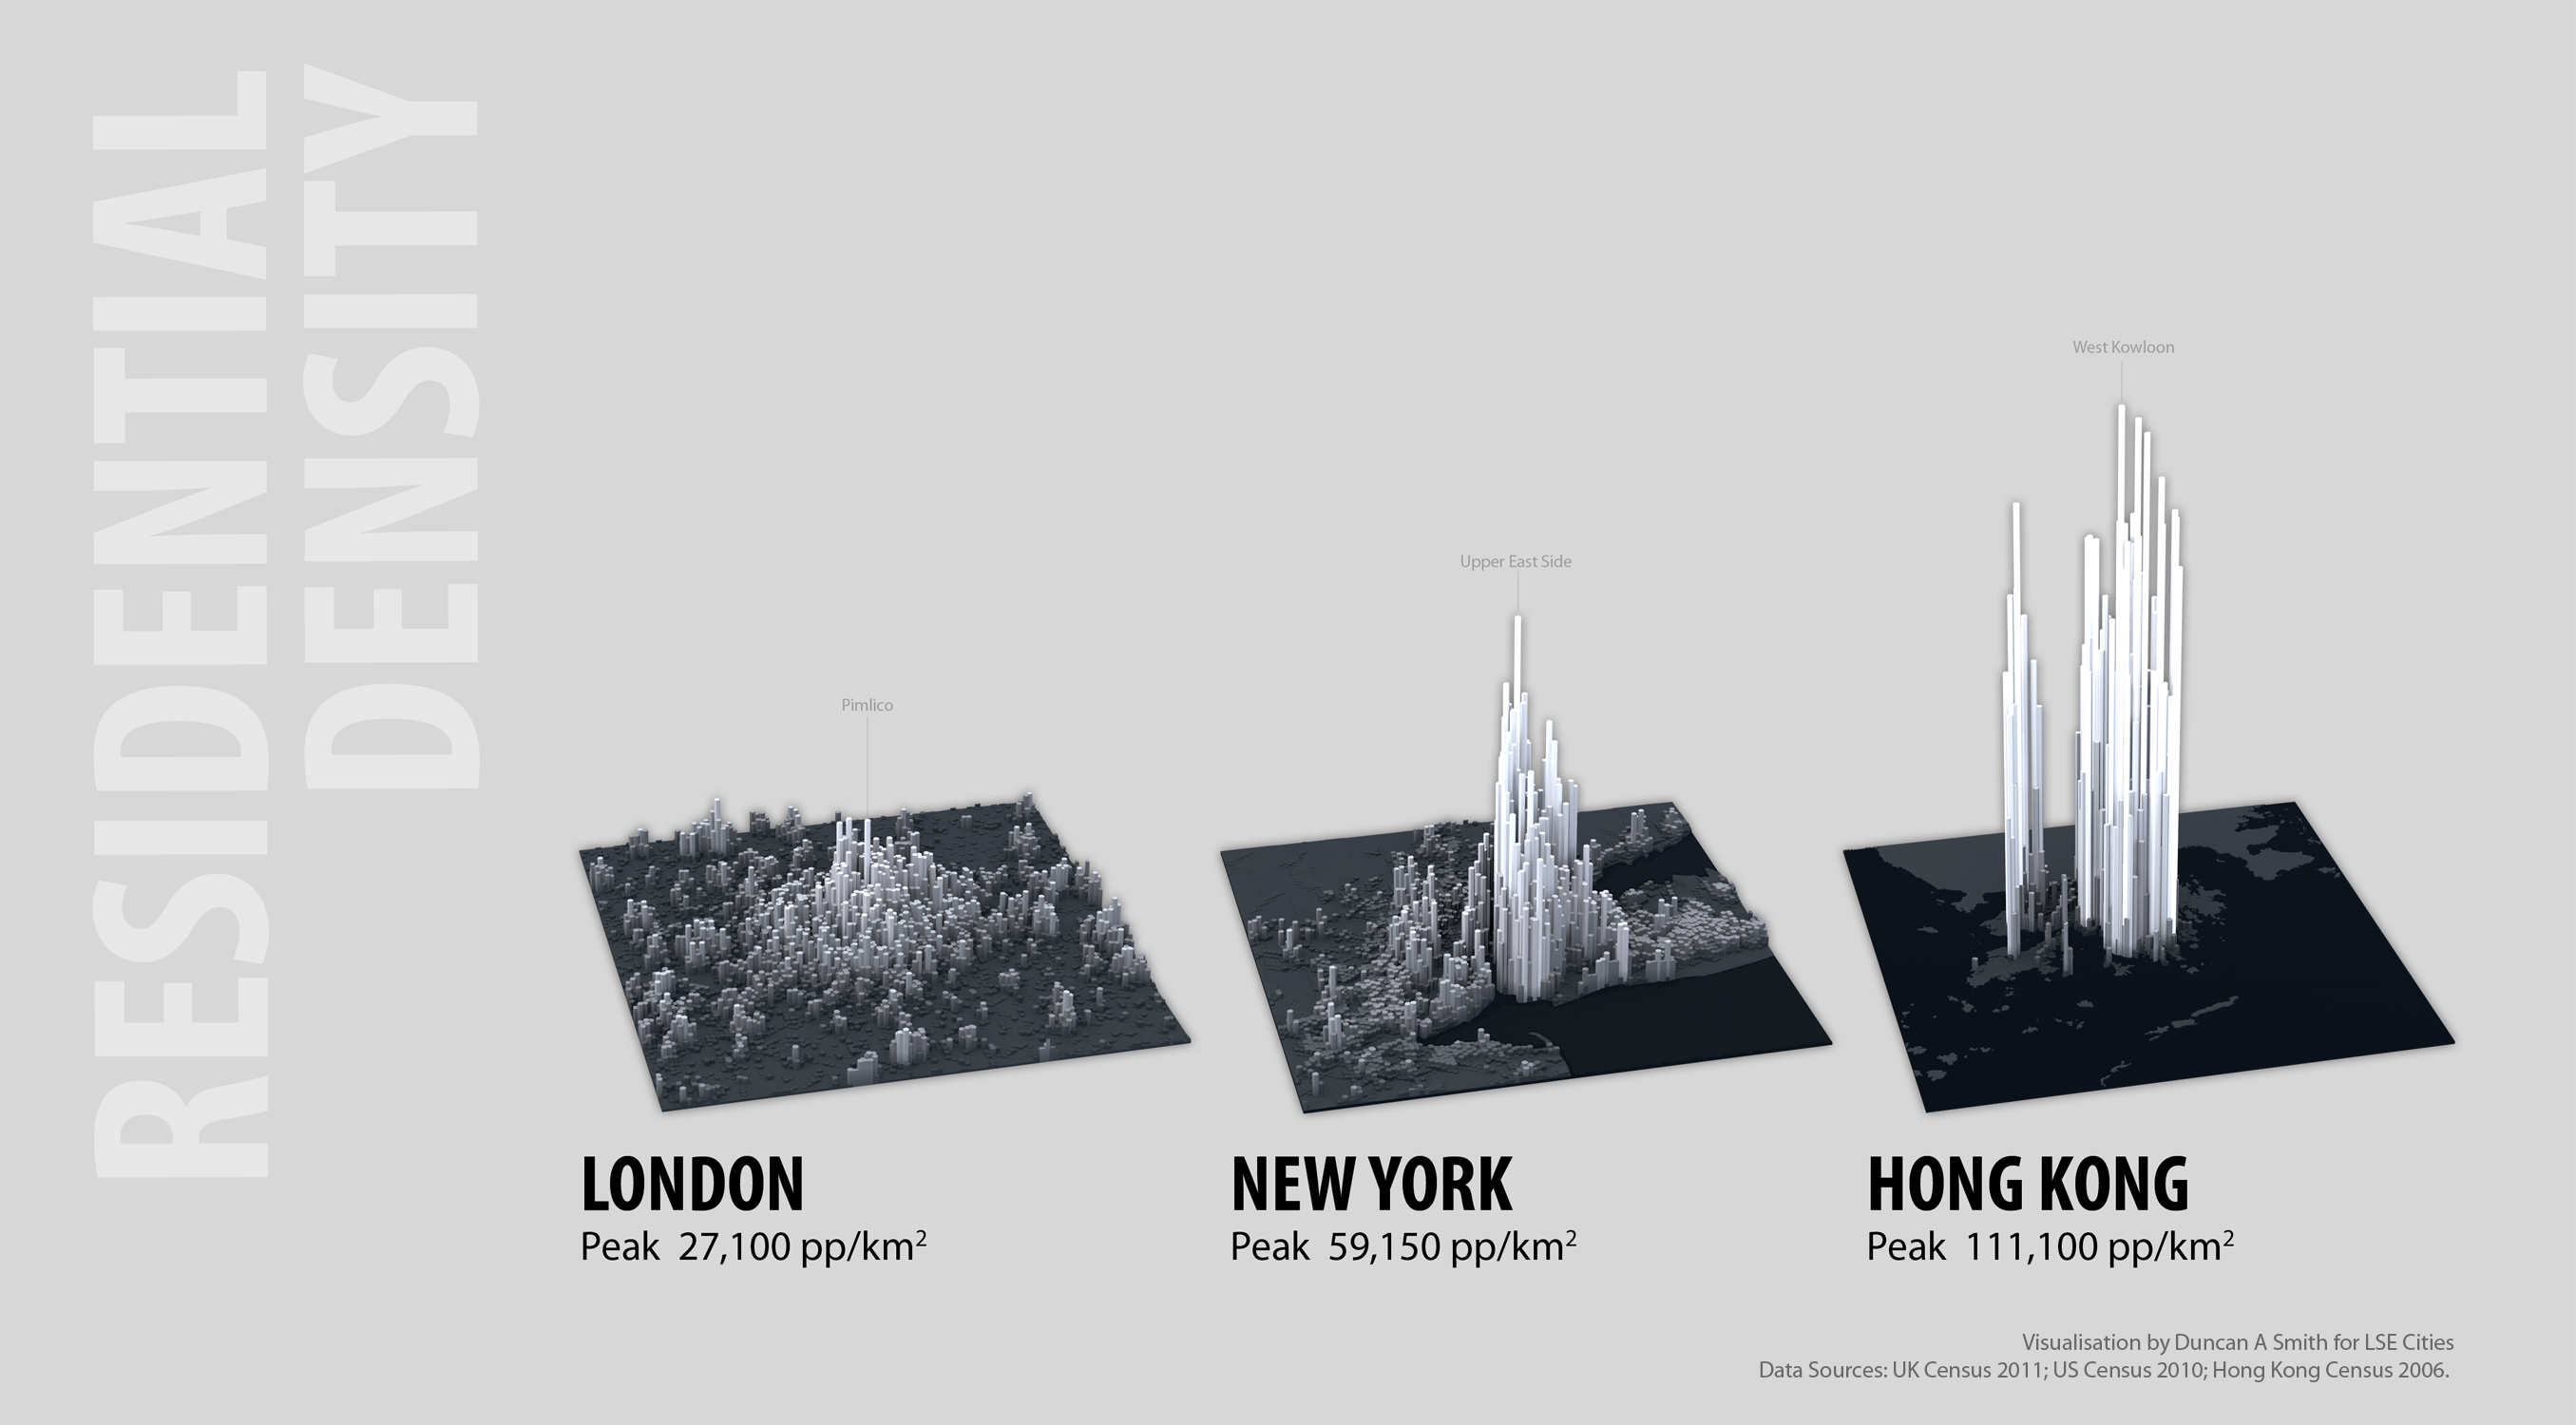 RESIDENTIAL
DENSITY
Pimlico
Upper East Side
West Kowloon
LONDON
Peak 27,100 pp/km²
NEW YORK
Peak 59,150 pp/km²
HONG KONG
Peak 111,100 pp/km²
Visualisation by Duncan A Smith for LSE Cities
Data Sources: UK Census 2011; US Census 2010; Hong Kong Census 2006.